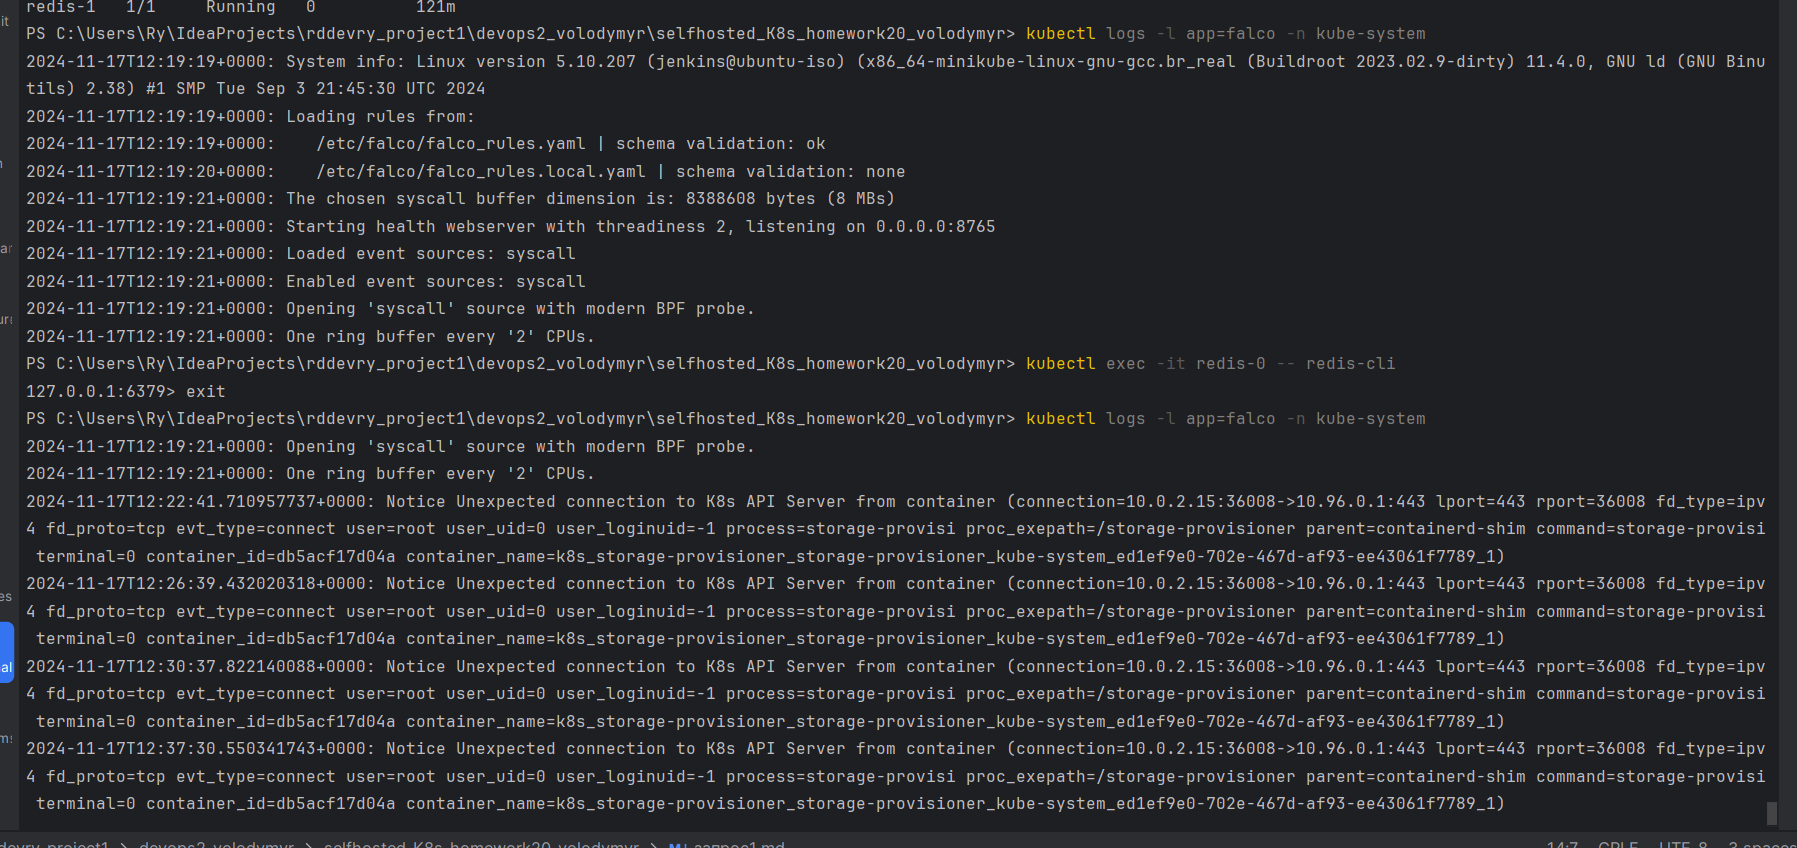 redis-1   1/1     Running   0          121m
PS C:\Users\Ry\IdeaProjects\rddevry_project1\devops2_volodymyr\selfhosted_K8s_homework20_volodymyr> kubectl logs -l app=falco -n kube-system
2024-11-17T12:19:19+0000: System info: Linux version 5.10.207 (jenkins@ubuntu-iso) (x86_64-minikube-linux-gnu-gcc.br_real (Buildroot 2023.02.9-dirty) 11.4.0, GNU ld (GNU Binu
tils) 2.38) #1 SMP Tue Sep 3 21:45:30 UTC 2024
2024-11-17T12:19:19+0000: Loading rules from:
2024-11-17T12:19:19+0000:    /etc/falco/falco_rules.yaml | schema validation: ok
2024-11-17T12:19:20+0000:    /etc/falco/falco_rules.local.yaml | schema validation: none
2024-11-17T12:19:21+0000: The chosen syscall buffer dimension is: 8388608 bytes (8 MBs)
2024-11-17T12:19:21+0000: Starting health webserver with threadiness 2, listening on 0.0.0.0:8765
2024-11-17T12:19:21+0000: Loaded event sources: syscall
2024-11-17T12:19:21+0000: Enabled event sources: syscall
2024-11-17T12:19:21+0000: Opening 'syscall' source with modern BPF probe.
2024-11-17T12:19:21+0000: One ring buffer every '2' CPUs.
PS C:\Users\Ry\IdeaProjects\rddevry_project1\devops2_volodymyr\selfhosted_K8s_homework20_volodymyr> kubectl exec -it redis-0 -- redis-cli
127.0.0.1:6379> exit
PS C:\Users\Ry\IdeaProjects\rddevry_project1\devops2_volodymyr\selfhosted_K8s_homework20_volodymyr> kubectl logs -l app=falco -n kube-system
2024-11-17T12:19:21+0000: Opening 'syscall' source with modern BPF probe.
2024-11-17T12:19:21+0000: One ring buffer every '2' CPUs.
2024-11-17T12:22:41.710957737+0000: Notice Unexpected connection to K8s API Server from container (connection=10.0.2.15:36008->10.96.0.1:443 lport=443 rport=36008 fd_type=ipv
4 fd_proto=tcp evt_type=connect user=root user_uid=0 user_loginuid=-1 process=storage-provisi proc_exepath=/storage-provisioner parent=containerd-shim command=storage-provisi
 terminal=0 container_id=db5acf17d04a container_name=k8s_storage-provisioner_storage-provisioner_kube-system_ed1ef9e0-702e-467d-af93-ee43061f7789_1)
2024-11-17T12:26:39.432020318+0000: Notice Unexpected connection to K8s API Server from container (connection=10.0.2.15:36008->10.96.0.1:443 lport=443 rport=36008 fd_type=ipv
4 fd_proto=tcp evt_type=connect user=root user_uid=0 user_loginuid=-1 process=storage-provisi proc_exepath=/storage-provisioner parent=containerd-shim command=storage-provisi
 terminal=0 container_id=db5acf17d04a container_name=k8s_storage-provisioner_storage-provisioner_kube-system_ed1ef9e0-702e-467d-af93-ee43061f7789_1)
2024-11-17T12:30:37.822140088+0000: Notice Unexpected connection to K8s API Server from container (connection=10.0.2.15:36008->10.96.0.1:443 lport=443 rport=36008 fd_type=ipv
4 fd_proto=tcp evt_type=connect user=root user_uid=0 user_loginuid=-1 process=storage-provisi proc_exepath=/storage-provisioner parent=containerd-shim command=storage-provisi
 terminal=0 container_id=db5acf17d04a container_name=k8s_storage-provisioner_storage-provisioner_kube-system_ed1ef9e0-702e-467d-af93-ee43061f7789_1)
2024-11-17T12:37:30.550341743+0000: Notice Unexpected connection to K8s API Server from container (connection=10.0.2.15:36008->10.96.0.1:443 lport=443 rport=36008 fd_type=ipv
4 fd_proto=tcp evt_type=connect user=root user_uid=0 user_loginuid=-1 process=storage-provisi proc_exepath=/storage-provisioner parent=containerd-shim command=storage-provisi
 terminal=0 container_id=db5acf17d04a container_name=k8s_storage-provisioner_storage-provisioner_kube-system_ed1ef9e0-702e-467d-af93-ee43061f7789_1)
devry_project1 > devops2_volodymyr > selfhosted_K8s_homework20_volodymyr > запрос1.md 14:7 CRLF UTF-8 3 spaces